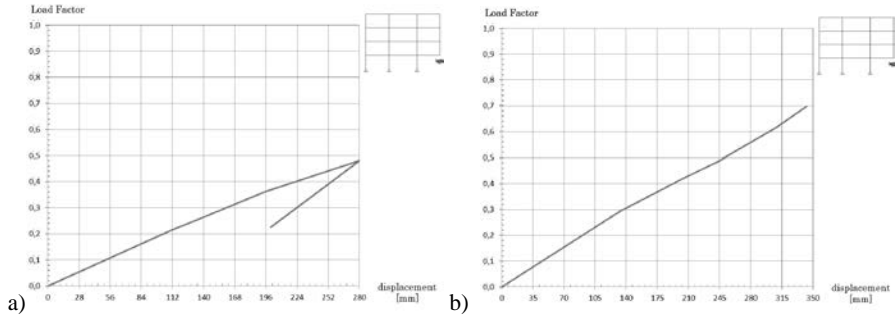 Load Factor
1,0
0,9
0,8
0,7
0,6
0,5
0,4
0,3
0,2
0,1
0,0
0 28 56 84 112 140 168 196 224 252 280
displacement
[mm]
a)
Load Factor
1,0
0,9
0,8
0,7
0,6
0,5
0,4
0,3
0,2
0,1
0,0
0 35 70 105 140 175 210 245 280 315 350
displacement
[mm]
b)